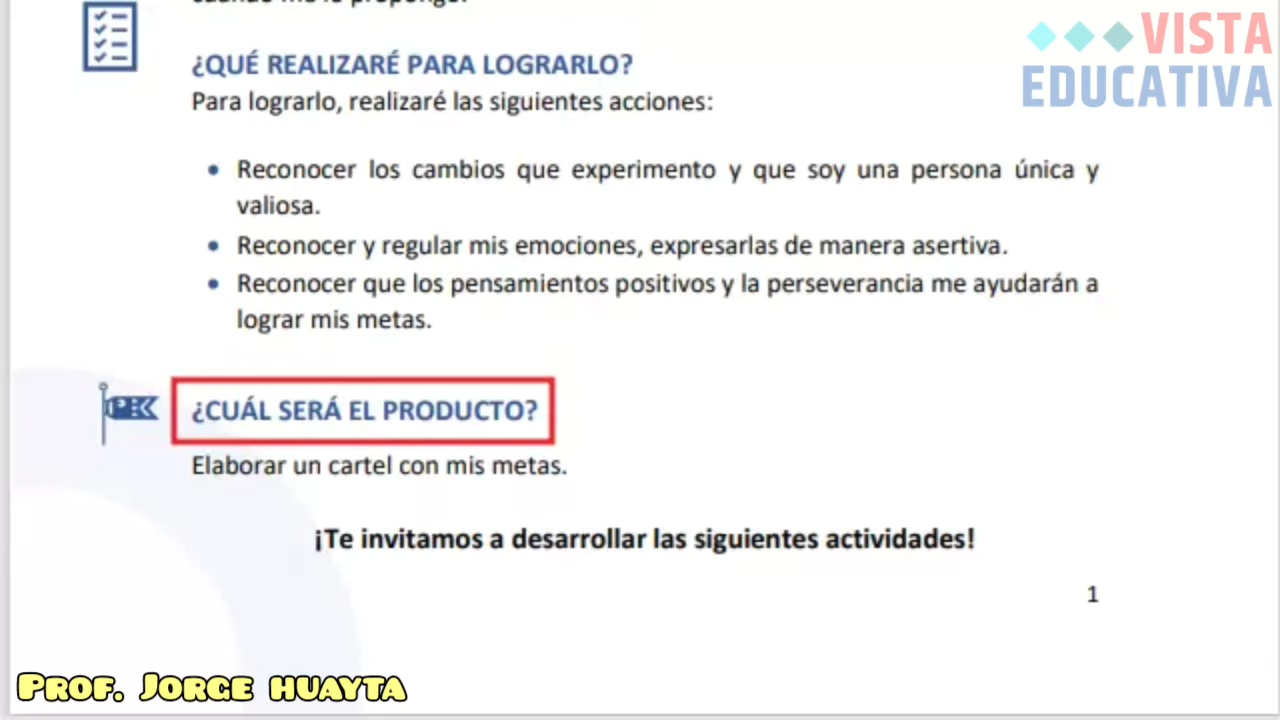 ¿QUÉ REALIZARÉ PARA LOGRARLO?
Para lograrlo, realizaré las siguientes acciones:
• Reconocer los cambios que experimento y que soy una persona única y
valiosa.
• Reconocer y regular mis emociones, expresarlas de manera asertiva.
• Reconocer que los pensamientos positivos y la perseverancia me ayudarán a
lograr mis metas.
¿CUÁL SERÁ EL PRODUCTO?
Elaborar un cartel con mis metas.
¡Te invitamos a desarrollar las siguientes actividades!
1
VISTA
EDUCATIVA
PROF. JORGE HUAYTA